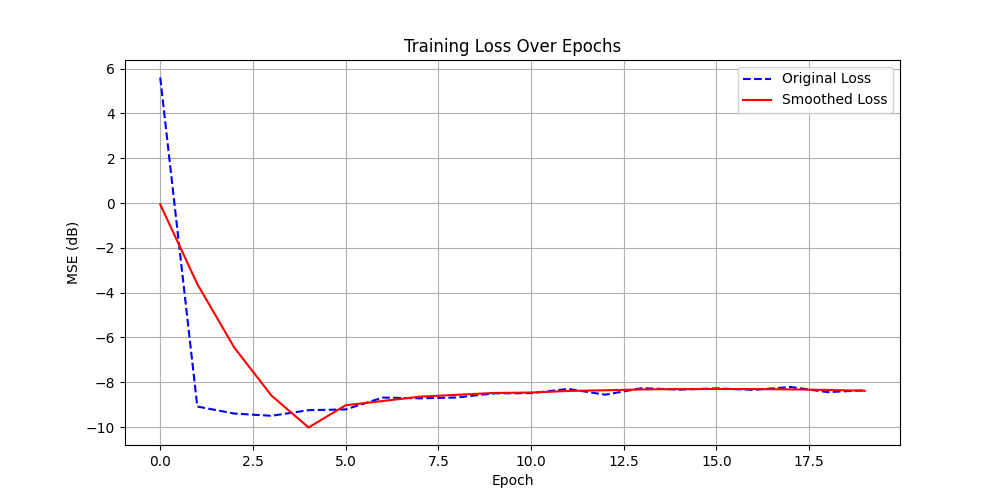 Training Loss Over Epochs
Original Loss
Smoothed Loss
MSE (dB)
6
4
2
0
−2
−4
−6
−8
−10
0.0 2.5 5.0 7.5 10.0 12.5 15.0 17.5
Epoch